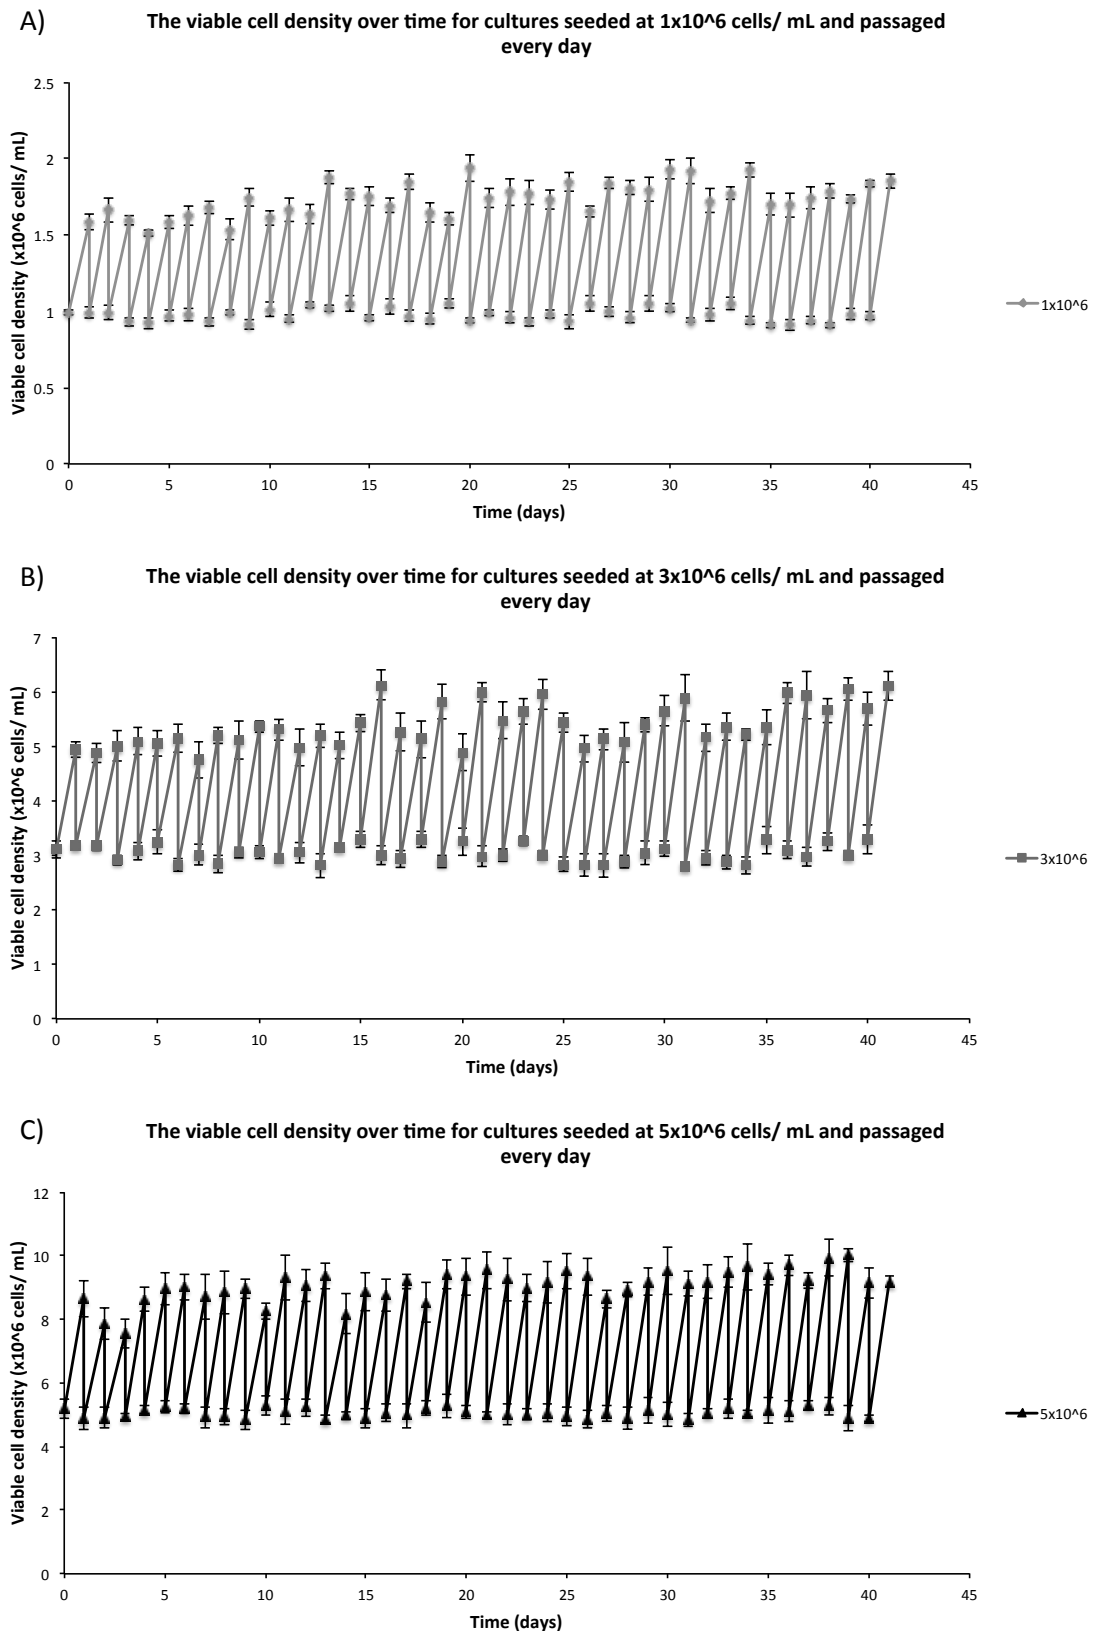 A)
The viable cell density over time for cultures seeded at 1x10^6 cells/ mL and passaged
every day
Viable cell density (x10^6 cells/ mL)
2.5
2
1.5
1
0.5
0
0 5 10 15 20 25 30 35 40 45
Time (days)
1x10^6
B)
The viable cell density over time for cultures seeded at 3x10^6 cells/ mL and passaged
every day
Viable cell density (x10^6 cells/ mL)
7
6
5
4
3
2
1
0
0 5 10 15 20 25 30 35 40 45
Time (days)
3x10^6
C)
The viable cell density over time for cultures seeded at 5x10^6 cells/ mL and passaged
every day
Viable cell density (x10^6 cells/ mL)
12
10
8
6
4
2
0
0 5 10 15 20 25 30 35 40 45
Time (days)
5x10^6